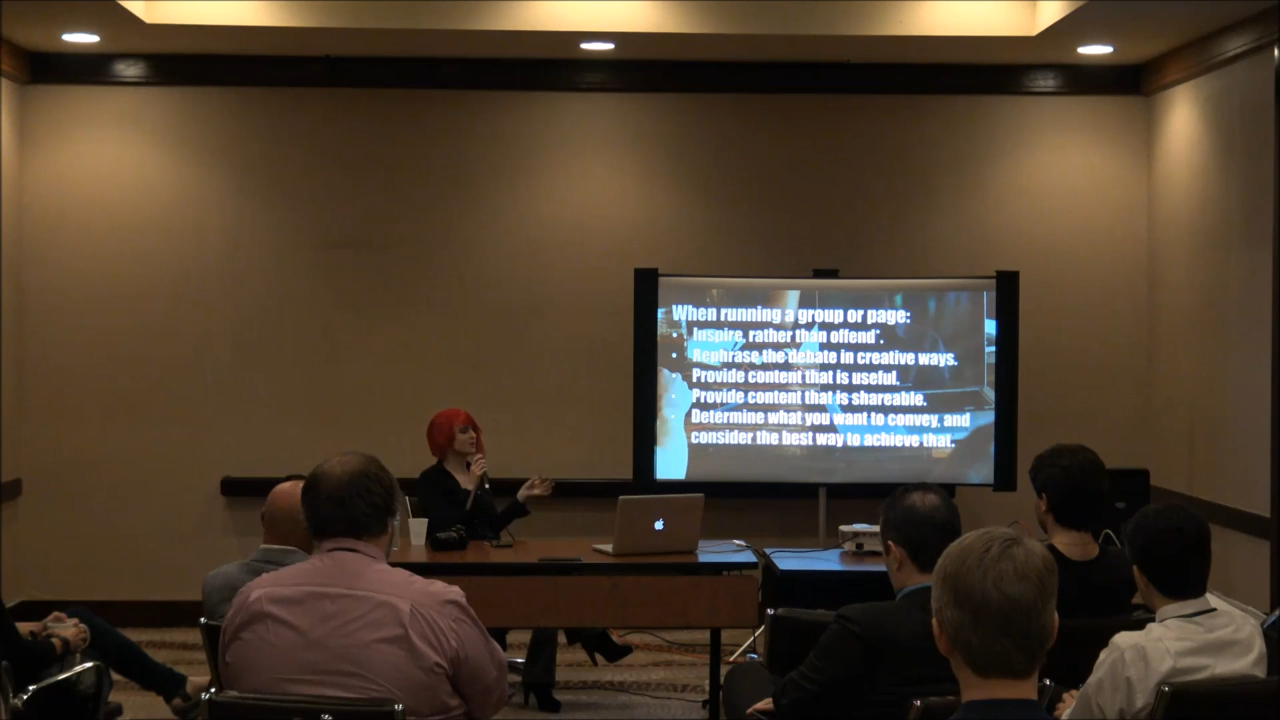 When running a group or page:
• Inspire, rather than offend*.
• Rephrase the debate in creative ways.
• Provide content that is useful.
• Provide content that is shareable.
• Determine what you want to convey, and
consider the best way to achieve that.